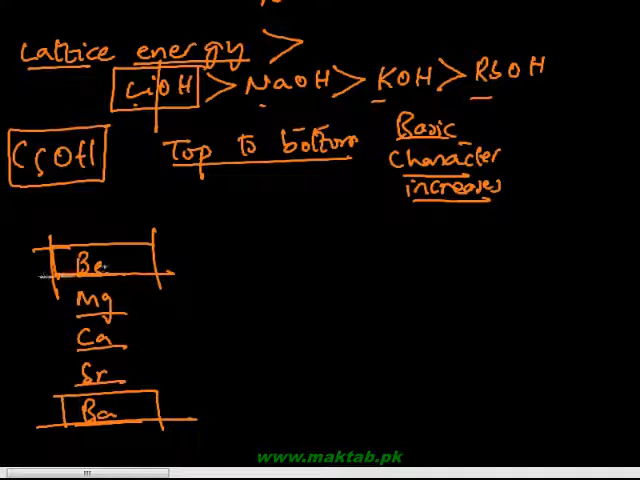 Lattice energy >
LiOH > NaOH > KOH > RbOH
CsOH Top to bottom Basic
character
increases
Be
Mg
Ca
Sr
Ba
www.maktab.pk